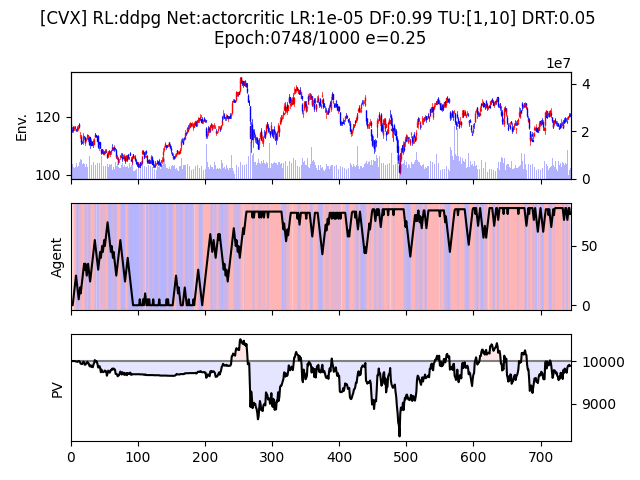 [CVX] RL:ddpg Net:actorcritic LR:1e-05 DF:0.99 TU:[1,10] DRT:0.05
Epoch:0748/1000 e=0.25
1e7
Env.
120
100
4
2
0
Agent
50
0
PV
10000
9000
0 100 200 300 400 500 600 700